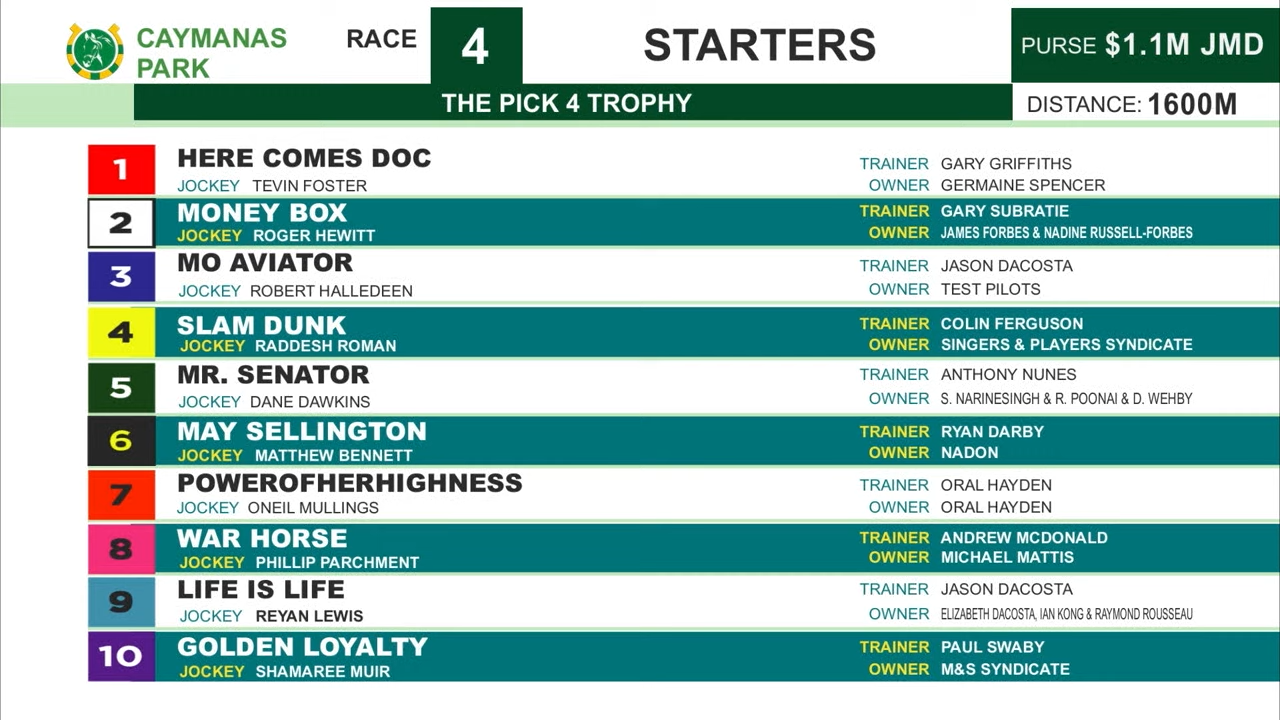 CAYMANAS PARK
RACE 4
STARTERS
PURSE $1.1M JMD
THE PICK 4 TROPHY
DISTANCE: 1600M
1 HERE COMES DOC
JOCKEY TEVIN FOSTER
TRAINER GARY GRIFFITHS
OWNER GERMAINE SPENCER
2 MONEY BOX
JOCKEY ROGER HEWITT
TRAINER GARY SUBRATIE
OWNER JAMES FORBES & NADINE RUSSELL-FORBES
3 MO AVIATOR
JOCKEY ROBERT HALLEDEEN
TRAINER JASON DACOSTA
OWNER TEST PILOTS
4 SLAM DUNK
JOCKEY RADDESH ROMAN
TRAINER COLIN FERGUSON
OWNER SINGERS & PLAYERS SYNDICATE
5 MR. SENATOR
JOCKEY DANE DAWKINS
TRAINER ANTHONY NUNES
OWNER S. NARINESINGH & R. POONAI & D. WEHBY
6 MAY SELLINGTON
JOCKEY MATTHEW BENNETT
TRAINER RYAN DARBY
OWNER NADON
7 POWEROFHERHIGHNESS
JOCKEY ONEIL MULLINGS
TRAINER ORAL HAYDEN
OWNER ORAL HAYDEN
8 WAR HORSE
JOCKEY PHILLIP PARCHMENT
TRAINER ANDREW MCDONALD
OWNER MICHAEL MATTIS
9 LIFE IS LIFE
JOCKEY REYAN LEWIS
TRAINER JASON DACOSTA
OWNER ELIZABETH DACOSTA, IAN KONG & RAYMOND ROUSSEAU
10 GOLDEN LOYALTY
JOCKEY SHAMAREE MUIR
TRAINER PAUL SWABY
OWNER M&S SYNDICATE